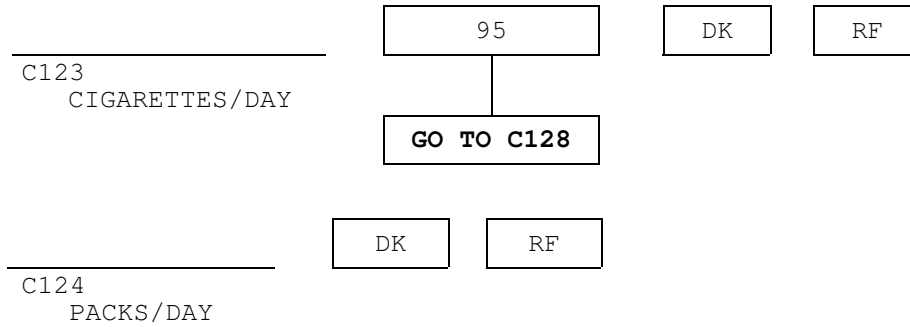 95 DK RF
C123
CIGARETTES/DAY
GO TO C128
DK RF
C124
PACKS/DAY